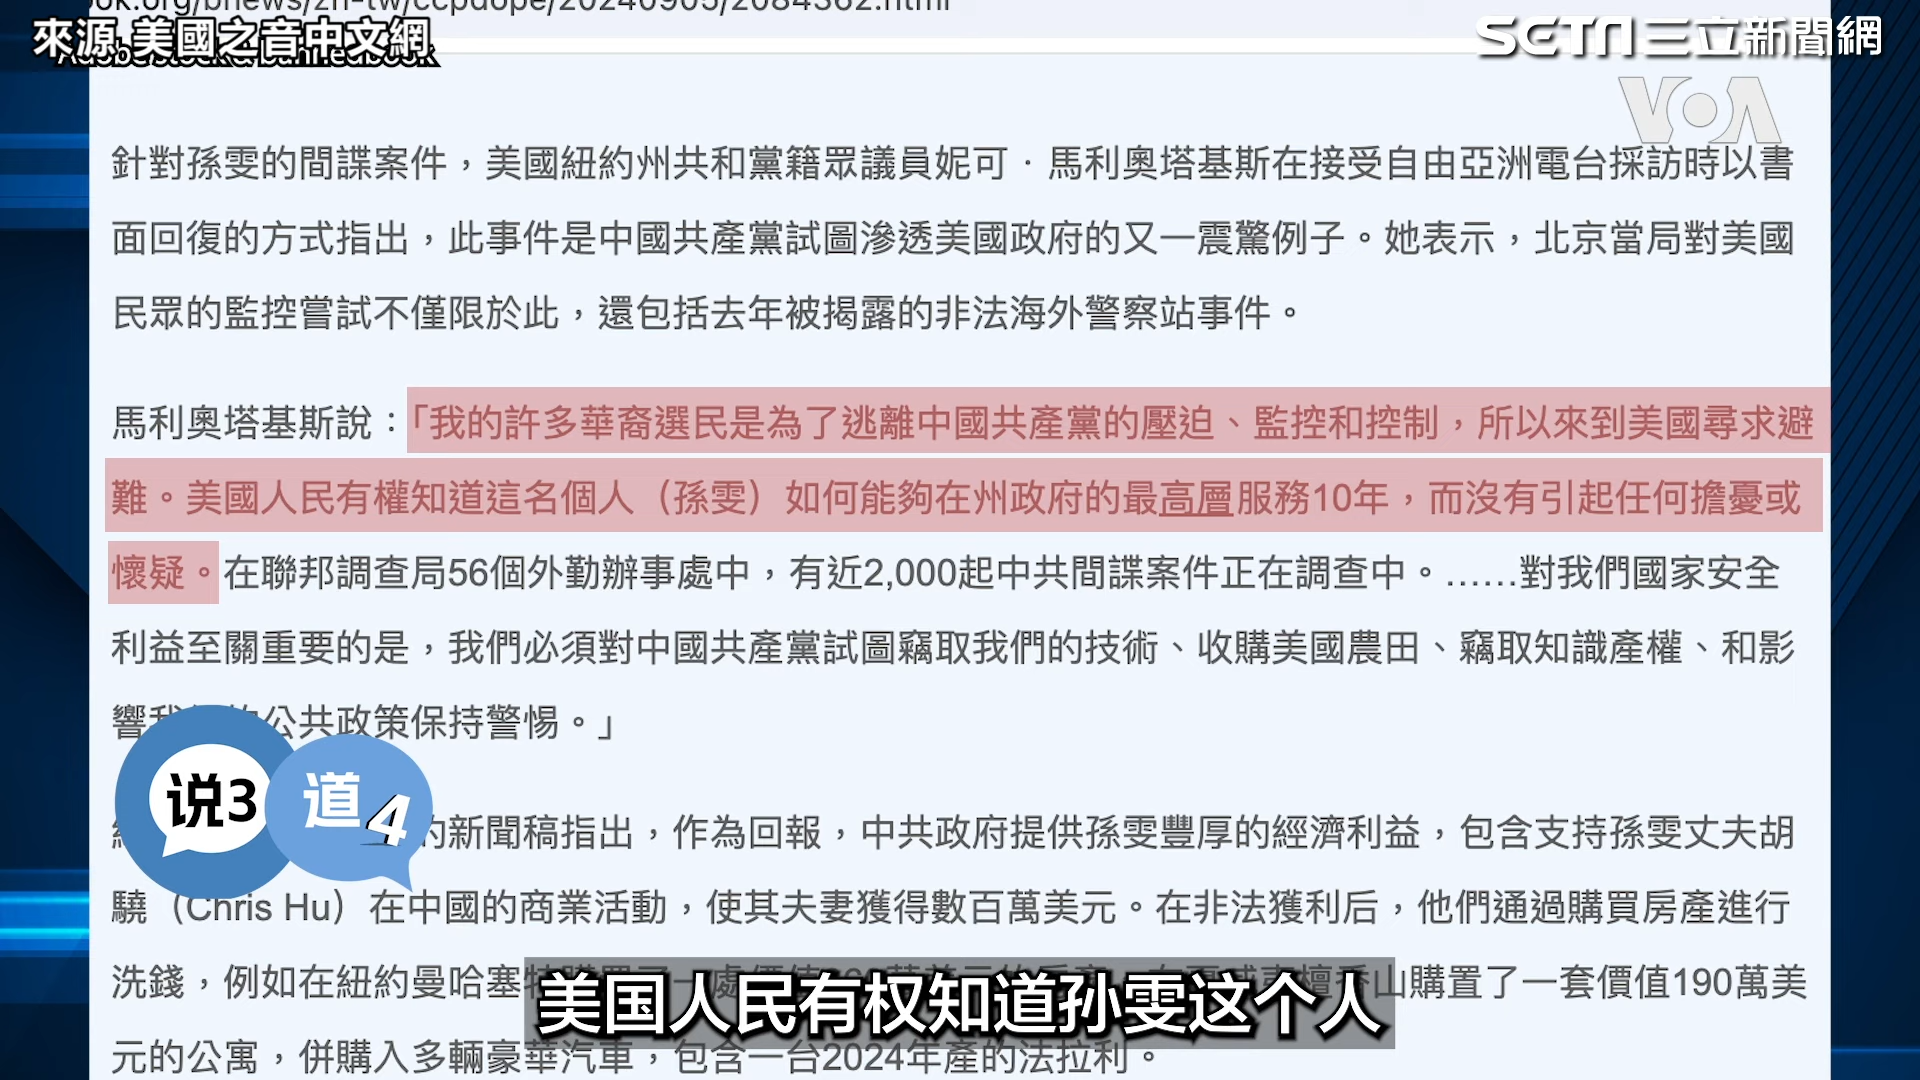 ok.org/bnews/zh-tw/ccpdope/20240905/2084362.html
來源 美國之音中文網
SETN三立新聞網
VOA
針對孫雯的間諜案件，美國紐約州共和黨籍眾議員妮可．馬利奧塔基斯在接受自由亞洲電台採訪時以書
面回復的方式指出，此事件是中國共產黨試圖滲透美國政府的又一震驚例子。她表示，北京當局對美國
民眾的監控嘗試不僅限於此，還包括去年被揭露的非法海外警察站事件。
馬利奧塔基斯說：「我的許多華裔選民是為了逃離中國共產黨的壓迫、監控和控制，所以來到美國尋求避
難。美國人民有權知道這名個人（孫雯）如何能夠在州政府的最高層服務10年，而沒有引起任何擔憂或
懷疑。在聯邦調查局56個外勤辦事處中，有近2,000起中共間諜案件正在調查中。……對我們國家安全
利益至關重要的是，我們必須對中國共產黨試圖竊取我們的技術、收購美國農田、竊取知識產權、和影
響我 公共政策保持警惕。」
说3道4
的新聞稿指出，作為回報，中共政府提供孫雯豐厚的經濟利益，包含支持孫雯丈夫胡
驍（Chris Hu）在中國的商業活動，使其夫妻獲得數百萬美元。在非法獲利后，他們通過購買房產進行
洗錢，例如在紐約曼哈塞 山購置了一套價值190萬美
美国人民有权知道孙雯这个人
元的公寓，併購入多輛豪華汽車，包含一台2024年產的法拉利。